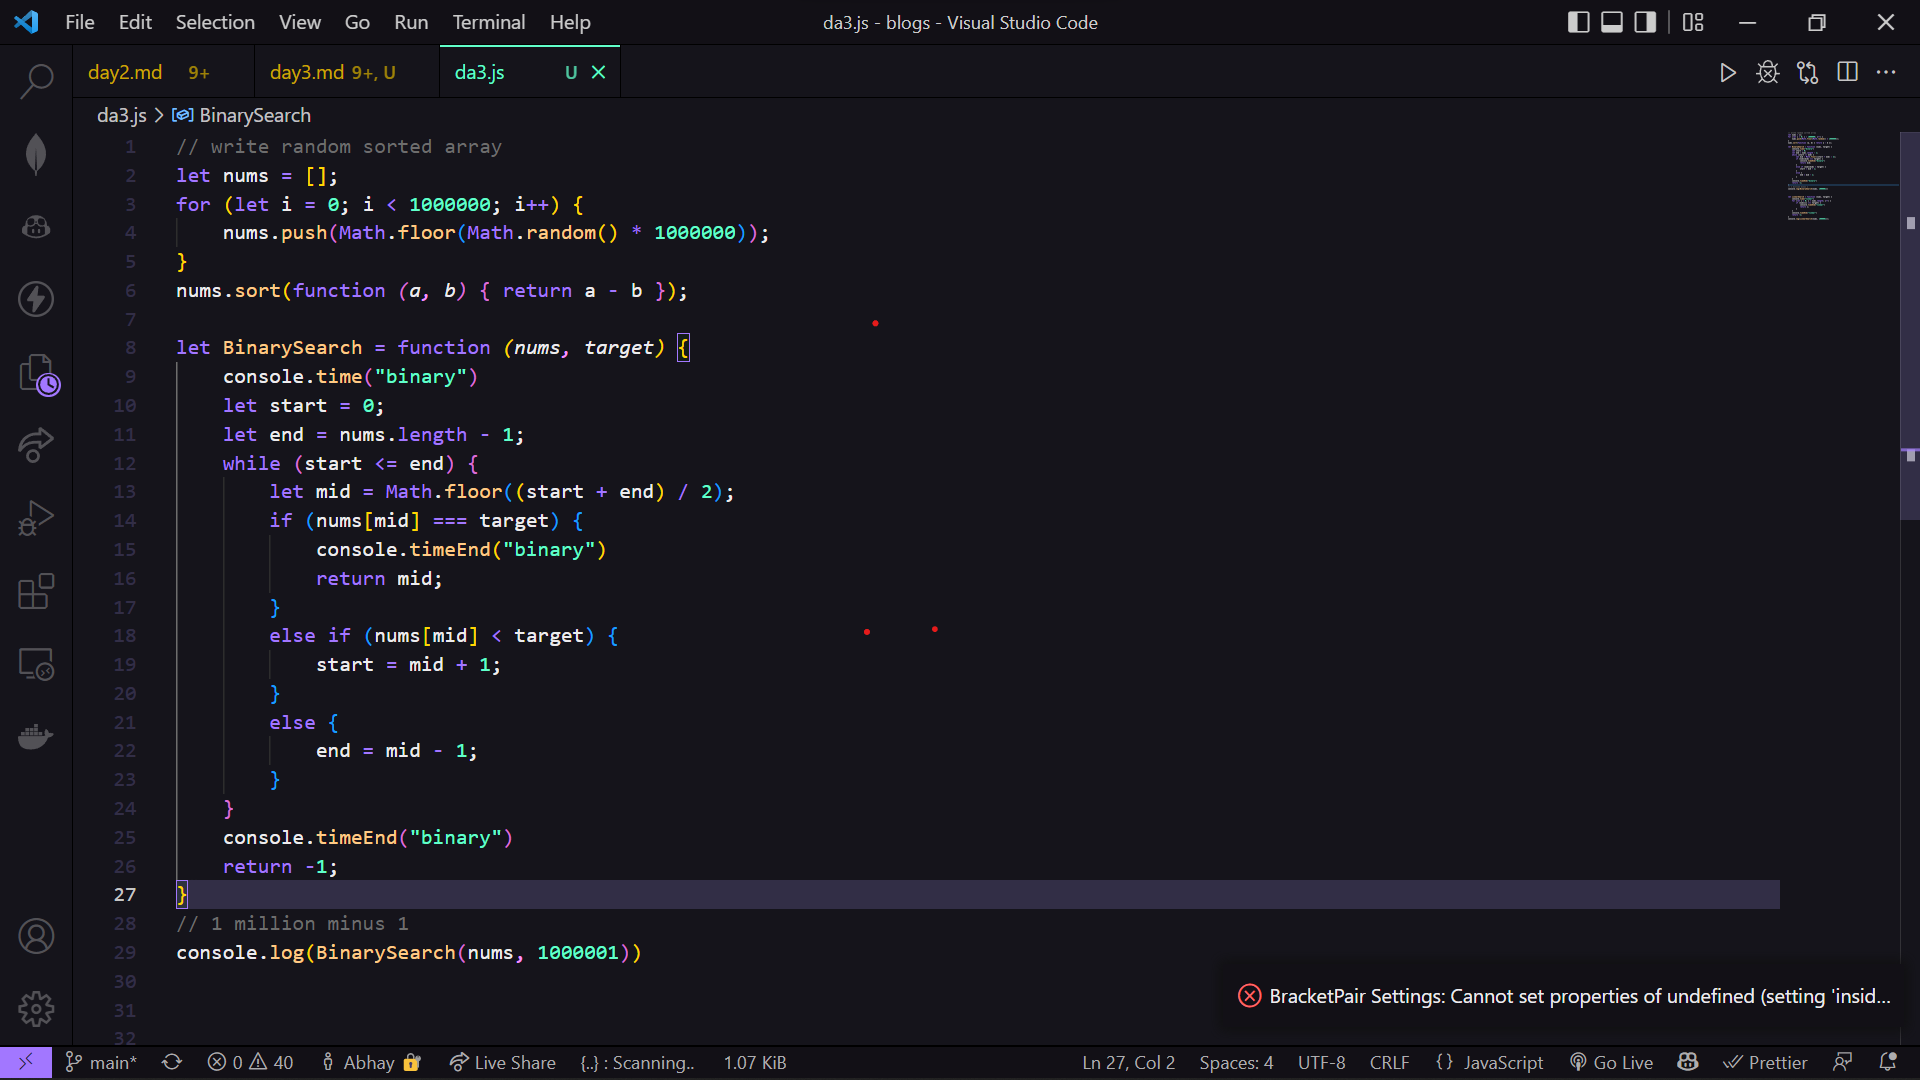 File Edit Selection View Go Run Terminal Help da3.js - blogs - Visual Studio Code
day2.md 9+ day3.md 9+, U da3.js U
da3.js > BinarySearch
1 // write random sorted array
2 let nums = [];
3 for (let i = 0; i < 1000000; i++) {
4 nums.push(Math.floor(Math.random() * 1000000));
5 }
6 nums.sort(function (a, b) { return a - b });
7
8 let BinarySearch = function (nums, target) {
9 console.time("binary")
10 let start = 0;
11 let end = nums.length - 1;
12 while (start <= end) {
13 let mid = Math.floor((start + end) / 2);
14 if (nums[mid] === target) {
15 console.timeEnd("binary")
16 return mid;
17 }
18 else if (nums[mid] < target) {
19 start = mid + 1;
20 }
21 else {
22 end = mid - 1;
23 }
24 }
25 console.timeEnd("binary")
26 return -1;
27 }
28 // 1 million minus 1
29 console.log(BinarySearch(nums, 1000001))
30
31
32
BracketPair Settings: Cannot set properties of undefined (setting 'insid...
main* 0 40 Abhay Live Share {..} : Scanning.. 1.07 KiB Ln 27, Col 2 Spaces: 4 UTF-8 CRLF {} JavaScript Go Live Prettier